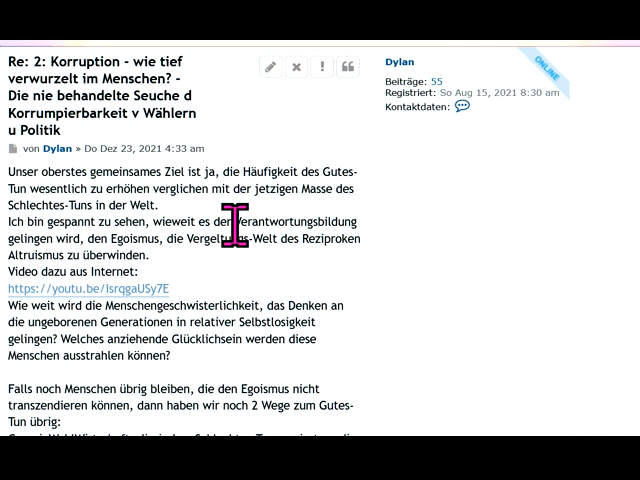 Re: 2: Korruption - wie tief
verwurzelt im Menschen? -
Die nie behandelte Seuche d
Korrumpierbarkeit v Wählern
u Politik
von Dylan » Do Dez 23, 2021 4:33 am
Unser oberstes gemeinsames Ziel ist ja, die Häufigkeit des Gutes-
Tun wesentlich zu erhöhen verglichen mit der jetzigen Masse des
Schlechtes-Tuns in der Welt.
Ich bin gespannt zu sehen, wieweit es der Verantwortungsbildung
gelingen wird, den Egoismus, die Vergeltungs-Welt des Reziproken
Altruismus zu überwinden.
Video dazu aus Internet:
https://youtu.be/IsrqgaUSy7E
Wie weit wird die Menschengeschwisterlichkeit, das Denken an
die ungeborenen Generationen in relativer Selbstlosigkeit
gelingen? Welches anziehende Glücklichsein werden diese
Menschen ausstrahlen können?
Falls noch Menschen übrig bleiben, die den Egoismus nicht
transzendieren können, dann haben wir noch 2 Wege zum Gutes-
Tun übrig:
Dylan
Beiträge: 55
Registriert: So Aug 15, 2021 8:30 am
Kontaktdaten:
ONLINE